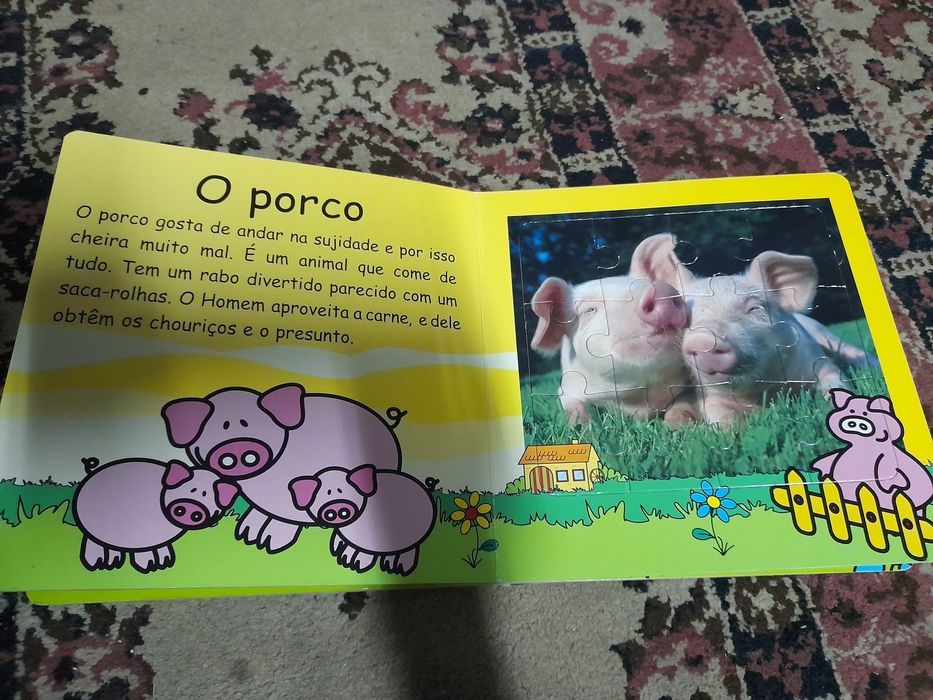 O porco
O porco gosta de andar na sujidade e por isso
cheira muito mal. É um animal que come de
tudo. Tem um rabo divertido parecido com um
saca-rolhas. O Homem aproveita a carne, e dele
obtêm os chouriços e o presunto.